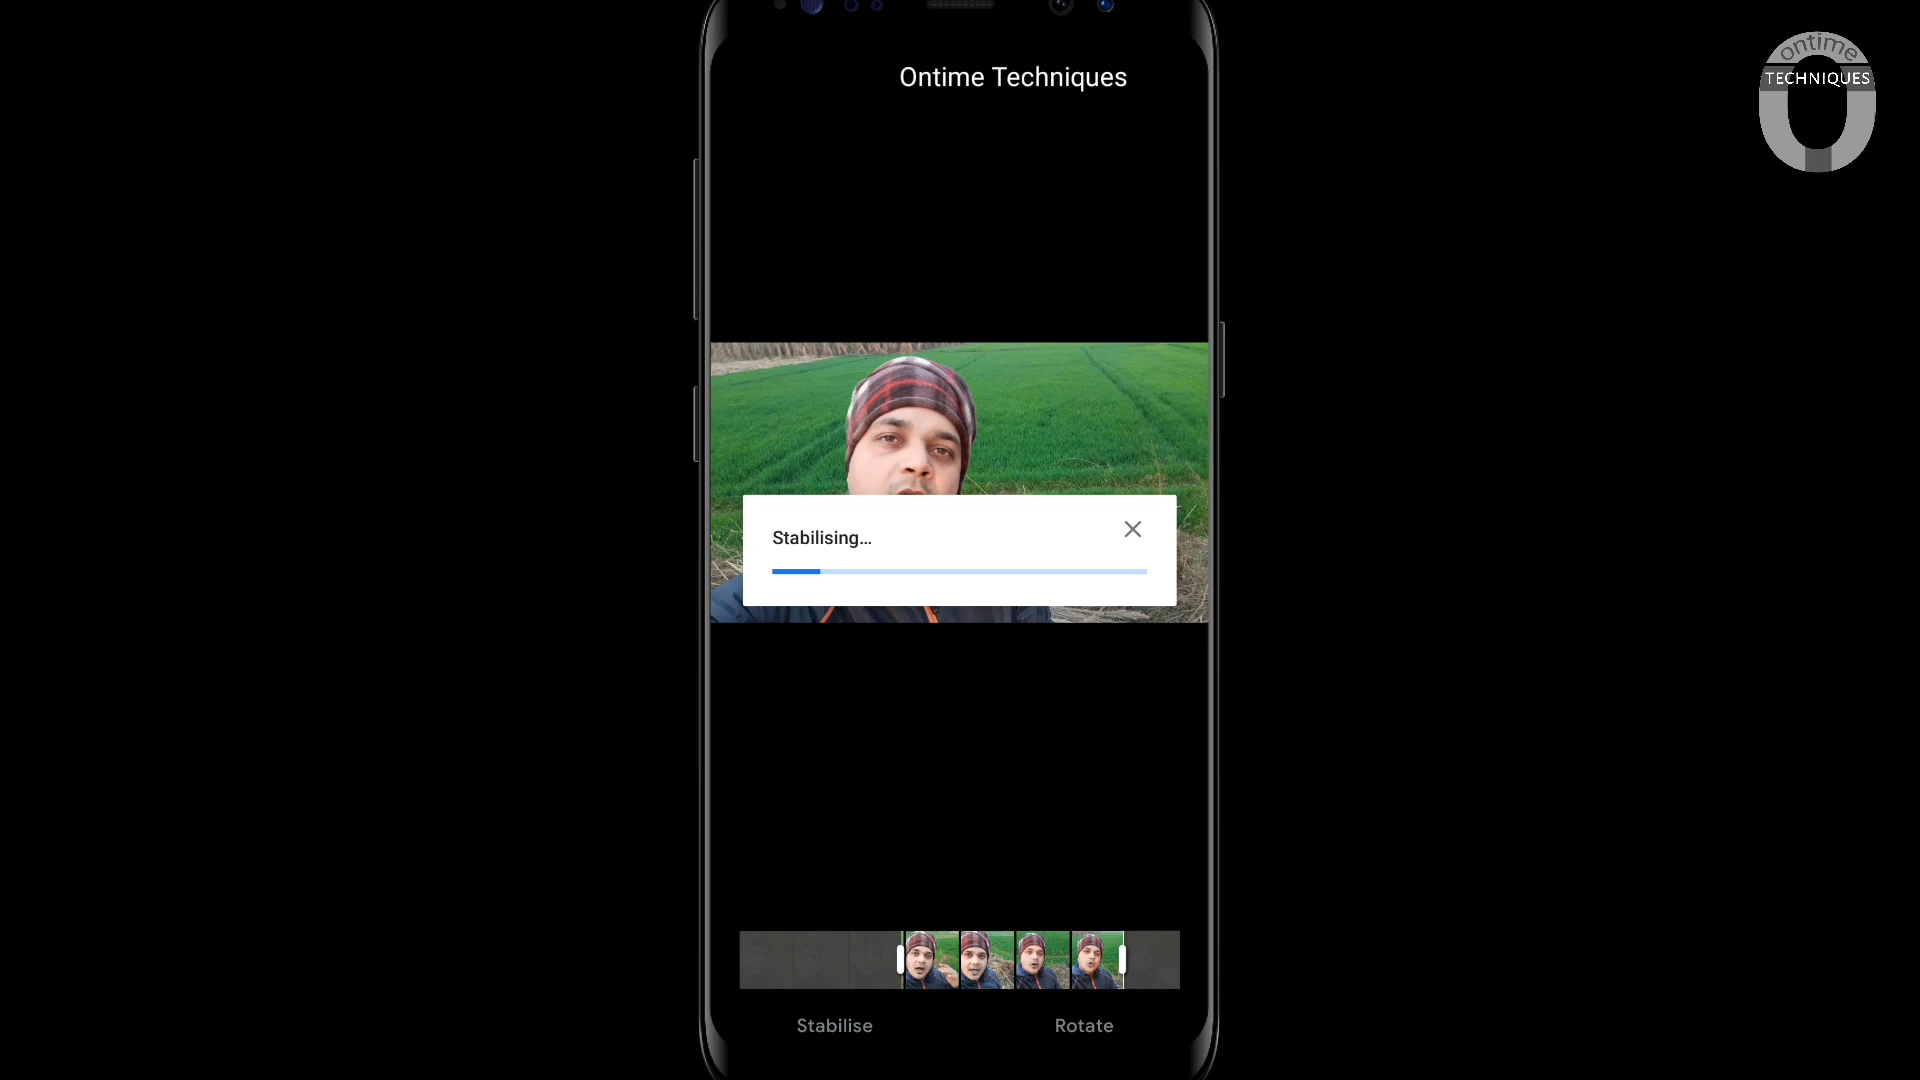 Ontime Techniques
ontime
TECHNIQUES
Stabilising...
Stabilise
Rotate